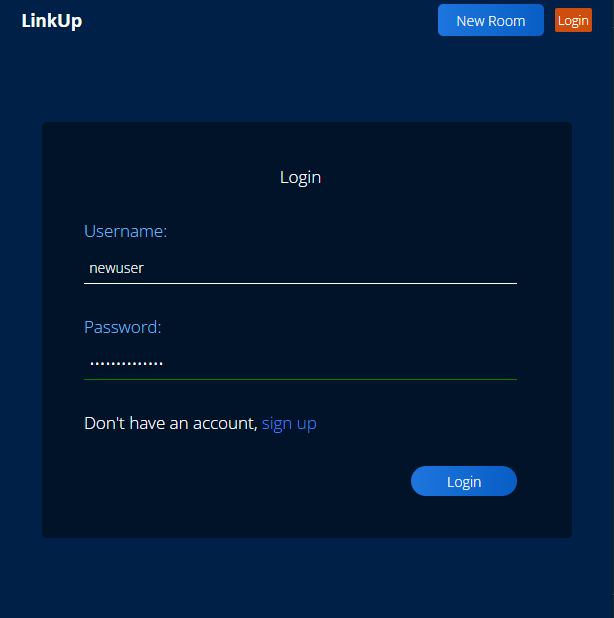 LinkUp
New Room
Login
Login
Username:
newuser
Password:
••••••••••••••
Don't have an account, sign up
Login